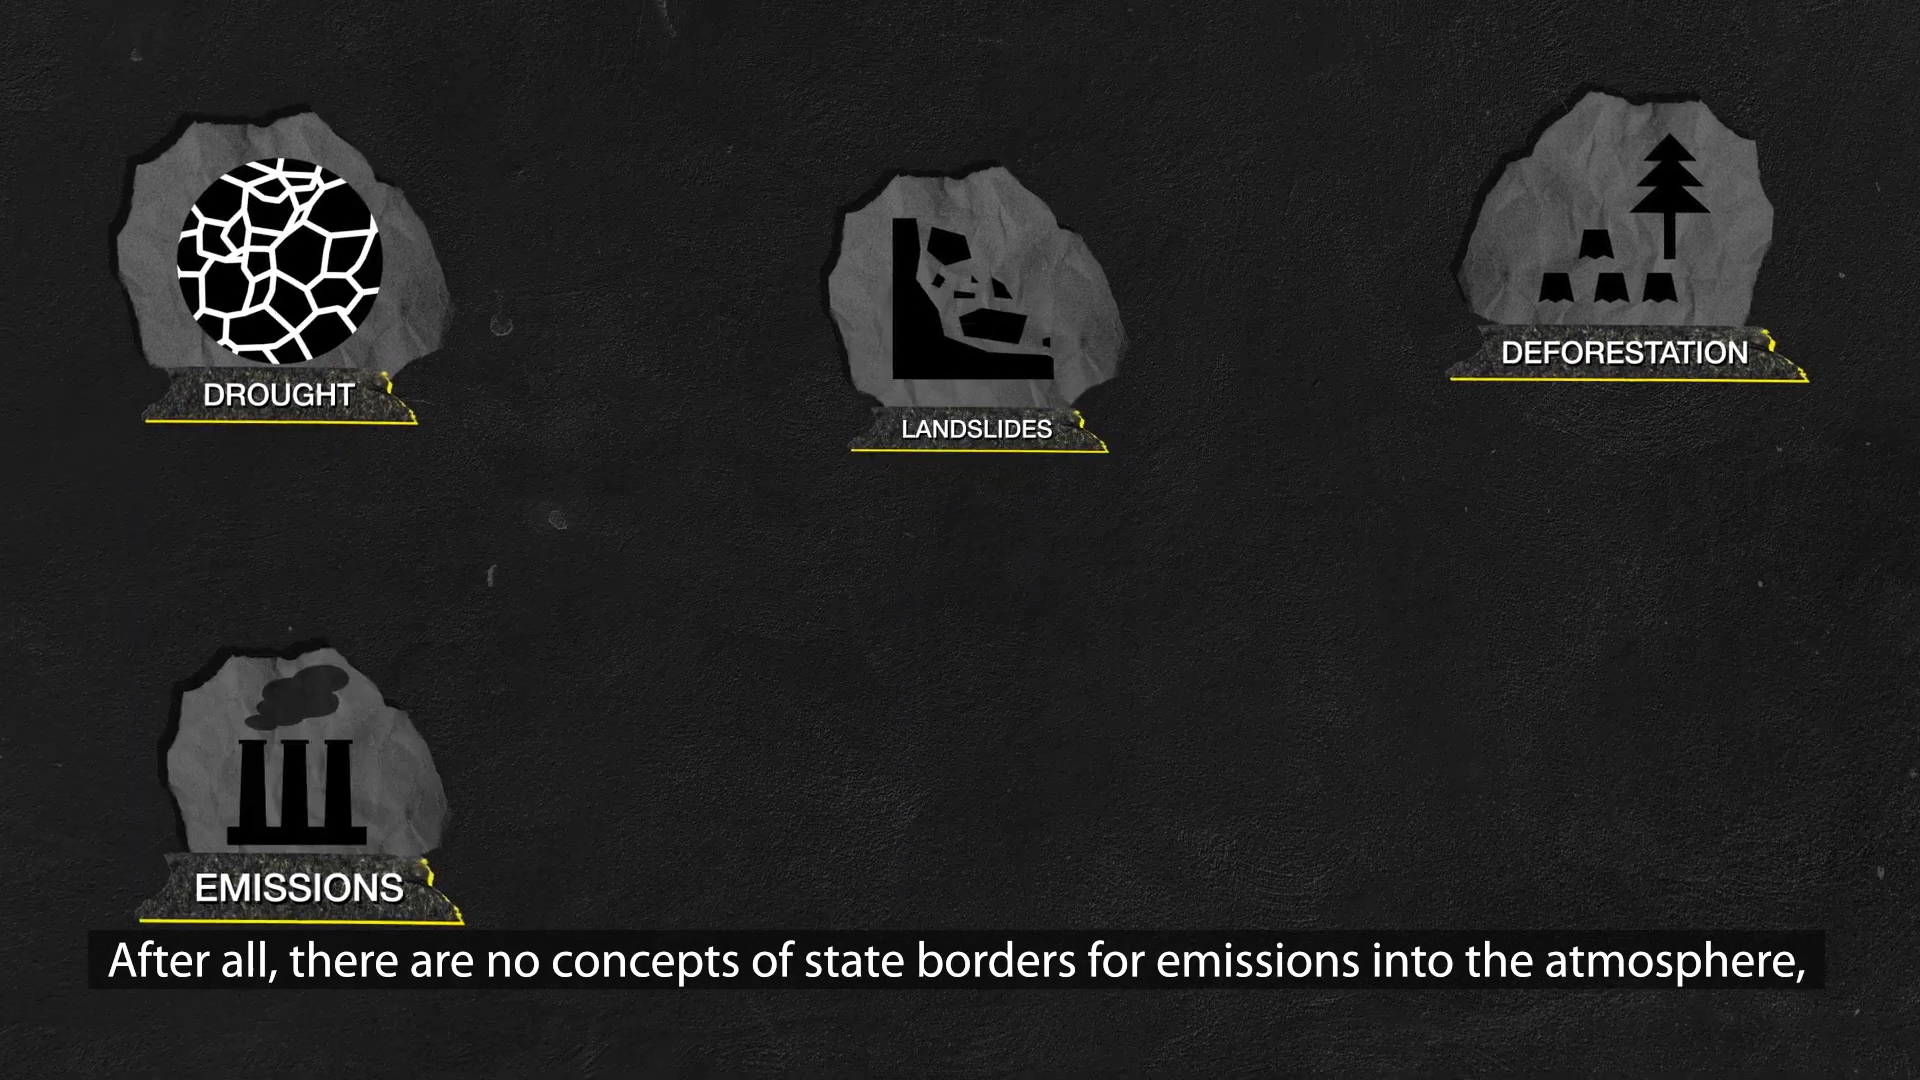 DROUGHT
LANDSLIDES
DEFORESTATION
EMISSIONS
After all, there are no concepts of state borders for emissions into the atmosphere,